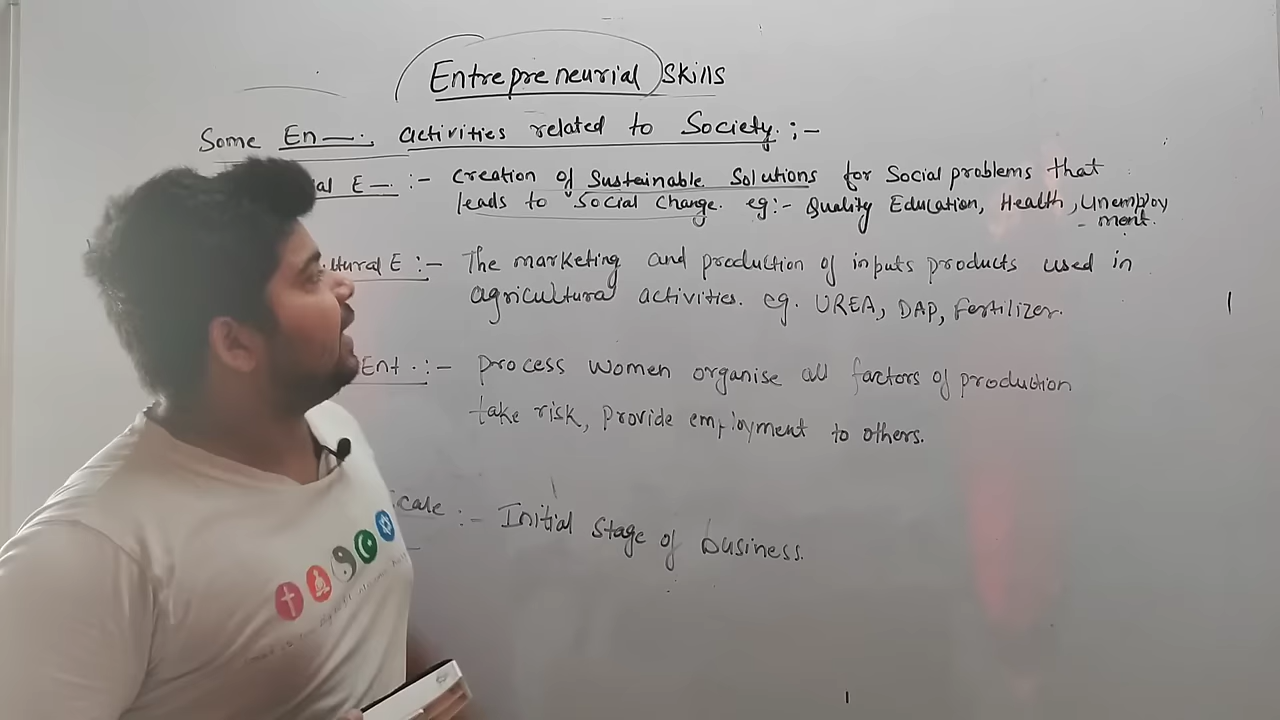 Entrepreneurial Skills
Some En—. activities related to Society :-
al E— :- Creation of Sustainable Solutions for Social problems that
leads to "Social Change. eg:- Quality Education, Health, Unemploy
- ment.
ltural E :- The marketing and production of inputs products used in
agricultural activities. eg. UREA, DAP, Fertilizer.
Ent. :- Process women organise all factors of production
take risk, provide employment to others.
Scale :- Initial stage of business.